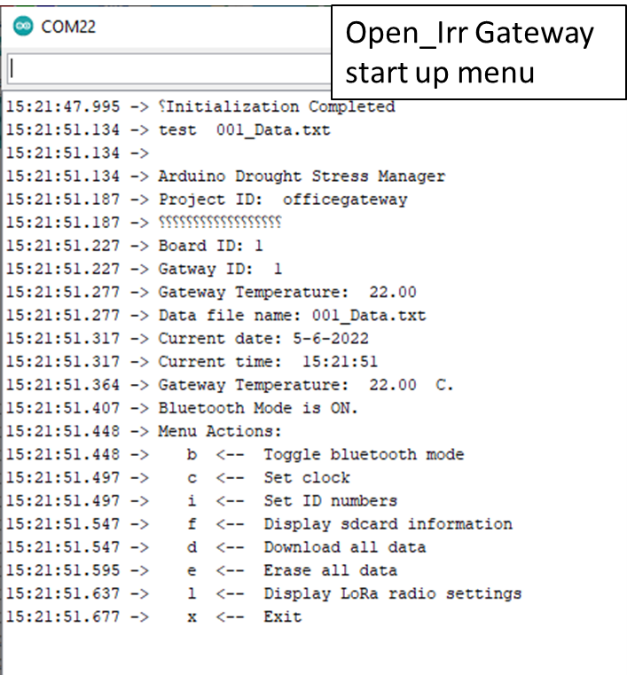 COM22
Open_Irr Gateway
start up menu
15:21:47.995 -> ⸮Initialization Completed
15:21:51.134 -> test  001_Data.txt
15:21:51.134 ->
15:21:51.134 -> Arduino Drought Stress Manager
15:21:51.187 -> Project ID:  officegateway
15:21:51.187 -> ⸮⸮⸮⸮⸮⸮⸮⸮⸮⸮⸮⸮⸮⸮⸮⸮⸮⸮
15:21:51.227 -> Board ID: 1
15:21:51.227 -> Gatway ID:  1
15:21:51.277 -> Gateway Temperature:  22.00
15:21:51.277 -> Data file name: 001_Data.txt
15:21:51.317 -> Current date: 5-6-2022
15:21:51.317 -> Current time:  15:21:51
15:21:51.364 -> Gateway Temperature:  22.00  C.
15:21:51.407 -> Bluetooth Mode is ON.
15:21:51.448 -> Menu Actions:
15:21:51.448 ->    b  <--  Toggle bluetooth mode
15:21:51.497 ->    c  <--  Set clock
15:21:51.497 ->    i  <--  Set ID numbers
15:21:51.547 ->    f  <--  Display sdcard information
15:21:51.547 ->    d  <--  Download all data
15:21:51.595 ->    e  <--  Erase all data
15:21:51.637 ->    l  <--  Display LoRa radio settings
15:21:51.677 ->    x  <--  Exit